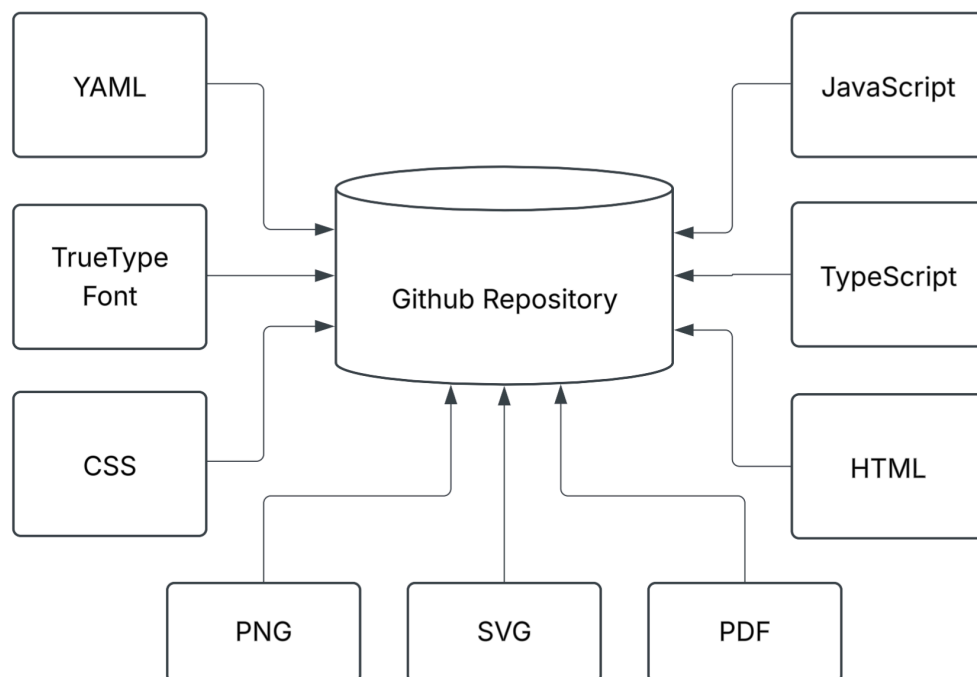 YAML
JavaScript
TrueType
Font
Github Repository
TypeScript
CSS
HTML
PNG
SVG
PDF